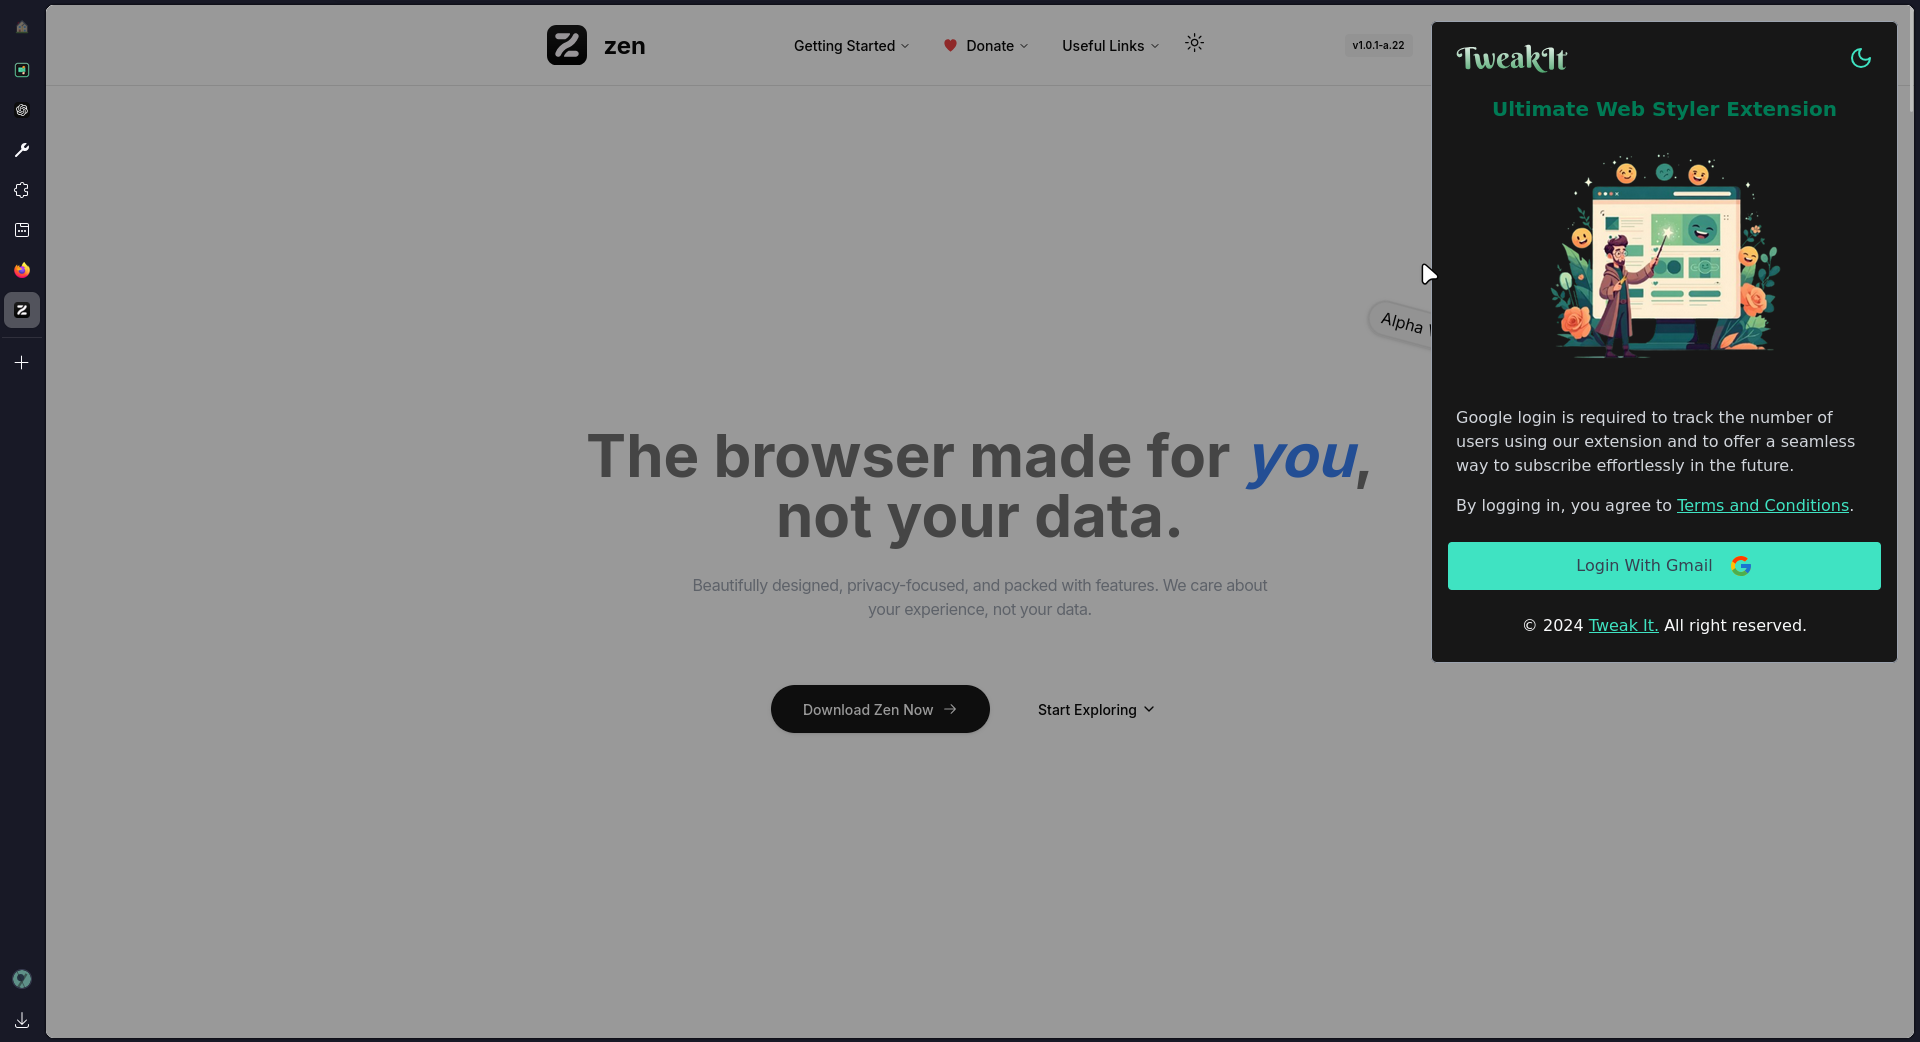 zen
Getting Started
Donate
Useful Links
v1.0.1-a.22
Alpha
The browser made for you,
not your data.
Beautifully designed, privacy-focused, and packed with features. We care about
your experience, not your data.
Download Zen Now
Start Exploring
TweakIt
Ultimate Web Styler Extension
Google login is required to track the number of
users using our extension and to offer a seamless
way to subscribe effortlessly in the future.
By logging in, you agree to Terms and Conditions.
Login With Gmail
© 2024 Tweak It. All right reserved.